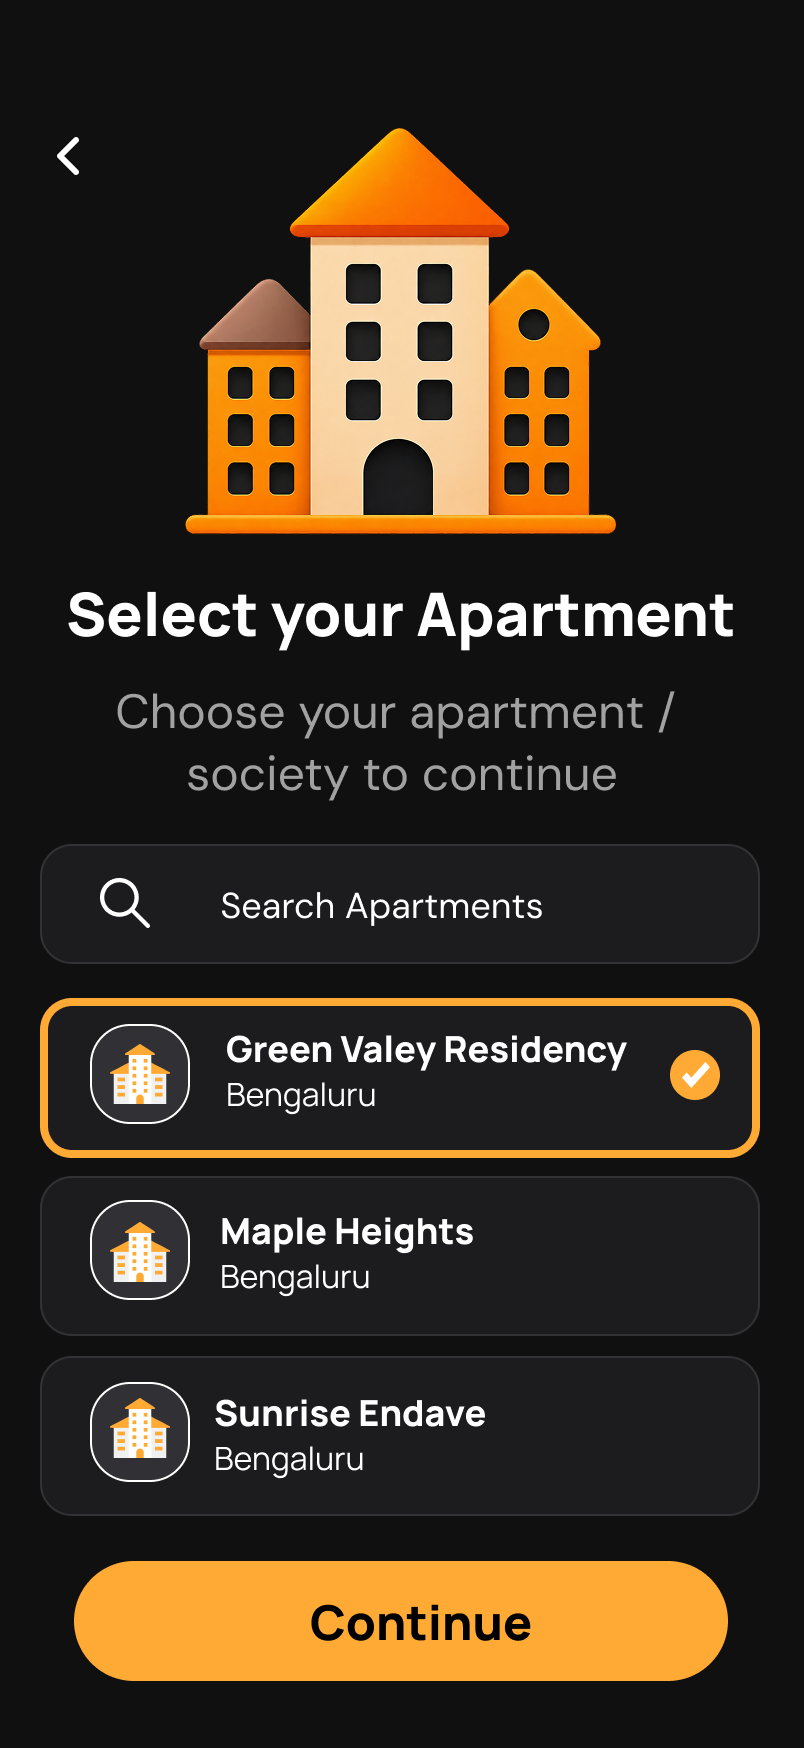 Select your Apartment
Choose your apartment /
society to continue
Search Apartments
Green Valey Residency
Bengaluru
Maple Heights
Bengaluru
Sunrise Endave
Bengaluru
Continue